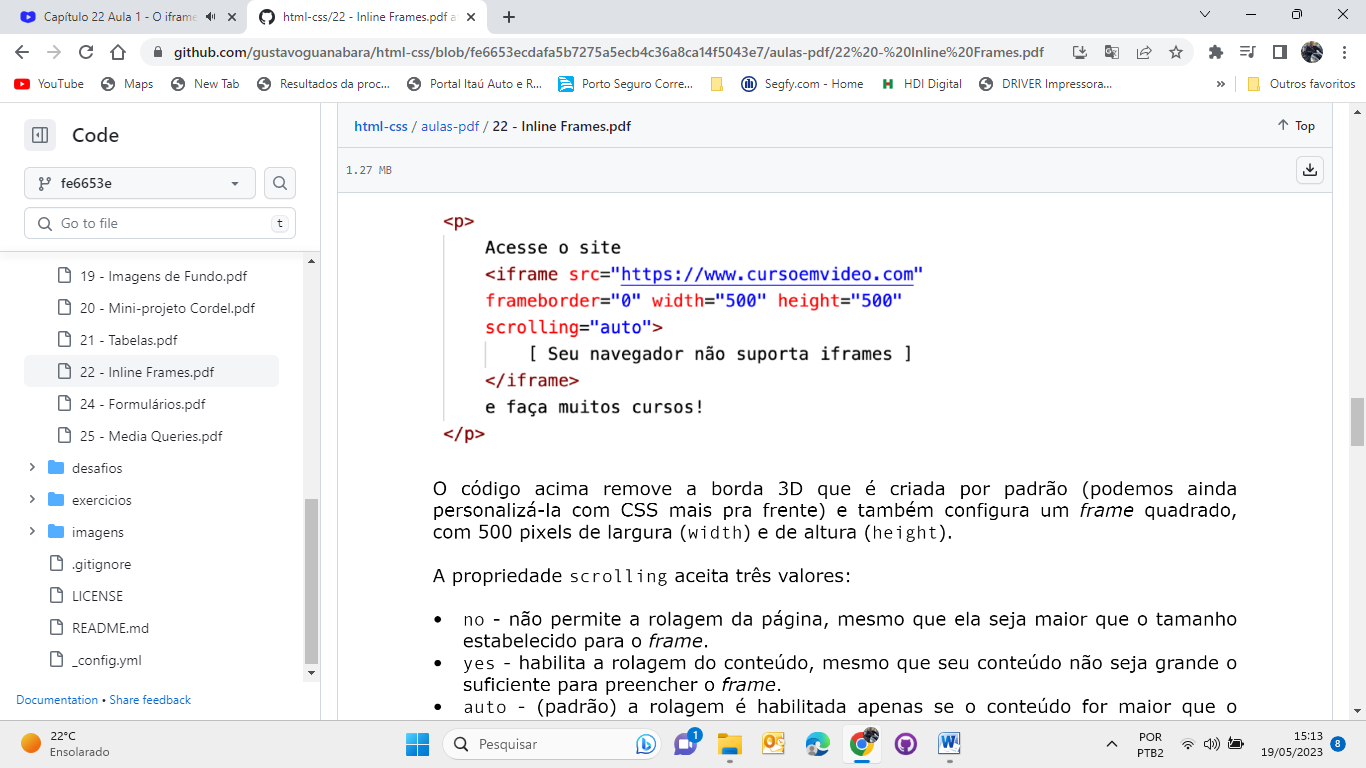 Capítulo 22 Aula 1 - O iframe
html-css/22 - Inline Frames.pdf a
github.com/gustavoguanabara/html-css/blob/fe6653ecdafa5b7275a5ecb4c36a8ca14f5043e7/aulas-pdf/22%20-%20Inline%20Frames.pdf
YouTube Maps New Tab Resultados da proc... Portal Itaú Auto e R... Porto Seguro Corre... Segfy.com - Home HDI Digital DRIVER Impressora... » Outros favoritos
Code
fe6653e
Go to file t
19 - Imagens de Fundo.pdf
20 - Mini-projeto Cordel.pdf
21 - Tabelas.pdf
22 - Inline Frames.pdf
24 - Formulários.pdf
25 - Media Queries.pdf
desafios
exercicios
imagens
.gitignore
LICENSE
README.md
_config.yml
Documentation • Share feedback
html-css / aulas-pdf / 22 - Inline Frames.pdf
Top
1.27 MB
<p>
Acesse o site
<iframe src="https://www.cursoemvideo.com"
frameborder="0" width="500" height="500"
scrolling="auto">
[ Seu navegador não suporta iframes ]
</iframe>
e faça muitos cursos!
</p>
O código acima remove a borda 3D que é criada por padrão (podemos ainda
personalizá-la com CSS mais pra frente) e também configura um frame quadrado,
com 500 pixels de largura (width) e de altura (height).
A propriedade scrolling aceita três valores:
• no - não permite a rolagem da página, mesmo que ela seja maior que o tamanho
estabelecido para o frame.
• yes - habilita a rolagem do conteúdo, mesmo que seu conteúdo não seja grande o
suficiente para preencher o frame.
• auto - (padrão) a rolagem é habilitada apenas se o conteúdo for maior que o
22°C
Ensolarado
Pesquisar
1
POR
PTB2
15:13
19/05/2023
8